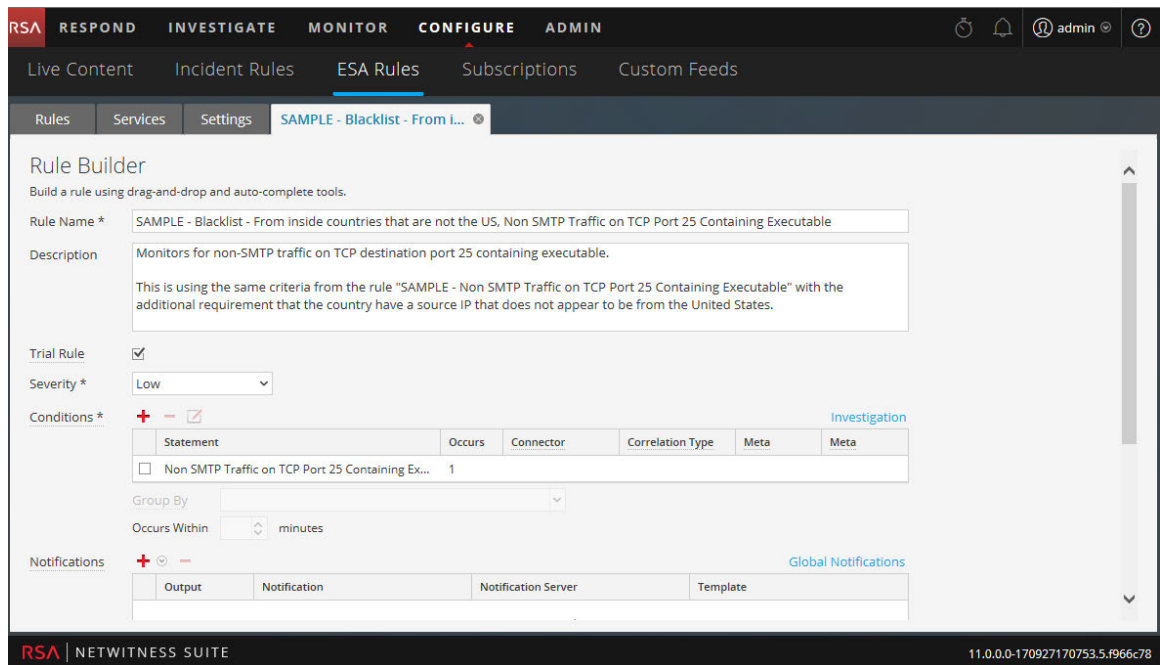 RSA RESPOND INVESTIGATE MONITOR CONFIGURE ADMIN admin ?
Live Content Incident Rules ESA Rules Subscriptions Custom Feeds
Rules Services Settings SAMPLE - Blacklist - From i...
Rule Builder
Build a rule using drag-and-drop and auto-complete tools.
Rule Name * SAMPLE - Blacklist - From inside countries that are not the US, Non SMTP Traffic on TCP Port 25 Containing Executable
Description Monitors for non-SMTP traffic on TCP destination port 25 containing executable.
This is using the same criteria from the rule "SAMPLE - Non SMTP Traffic on TCP Port 25 Containing Executable" with the
additional requirement that the country have a source IP that does not appear to be from the United States.
Trial Rule
Severity * Low
Conditions * Investigation
Statement Occurs Connector Correlation Type Meta Meta
Non SMTP Traffic on TCP Port 25 Containing Ex... 1
Group By
Occurs Within minutes
Notifications Global Notifications
Output Notification Notification Server Template
RSA NETWITNESS SUITE 11.0.0.0-170927170753.5.f966c78